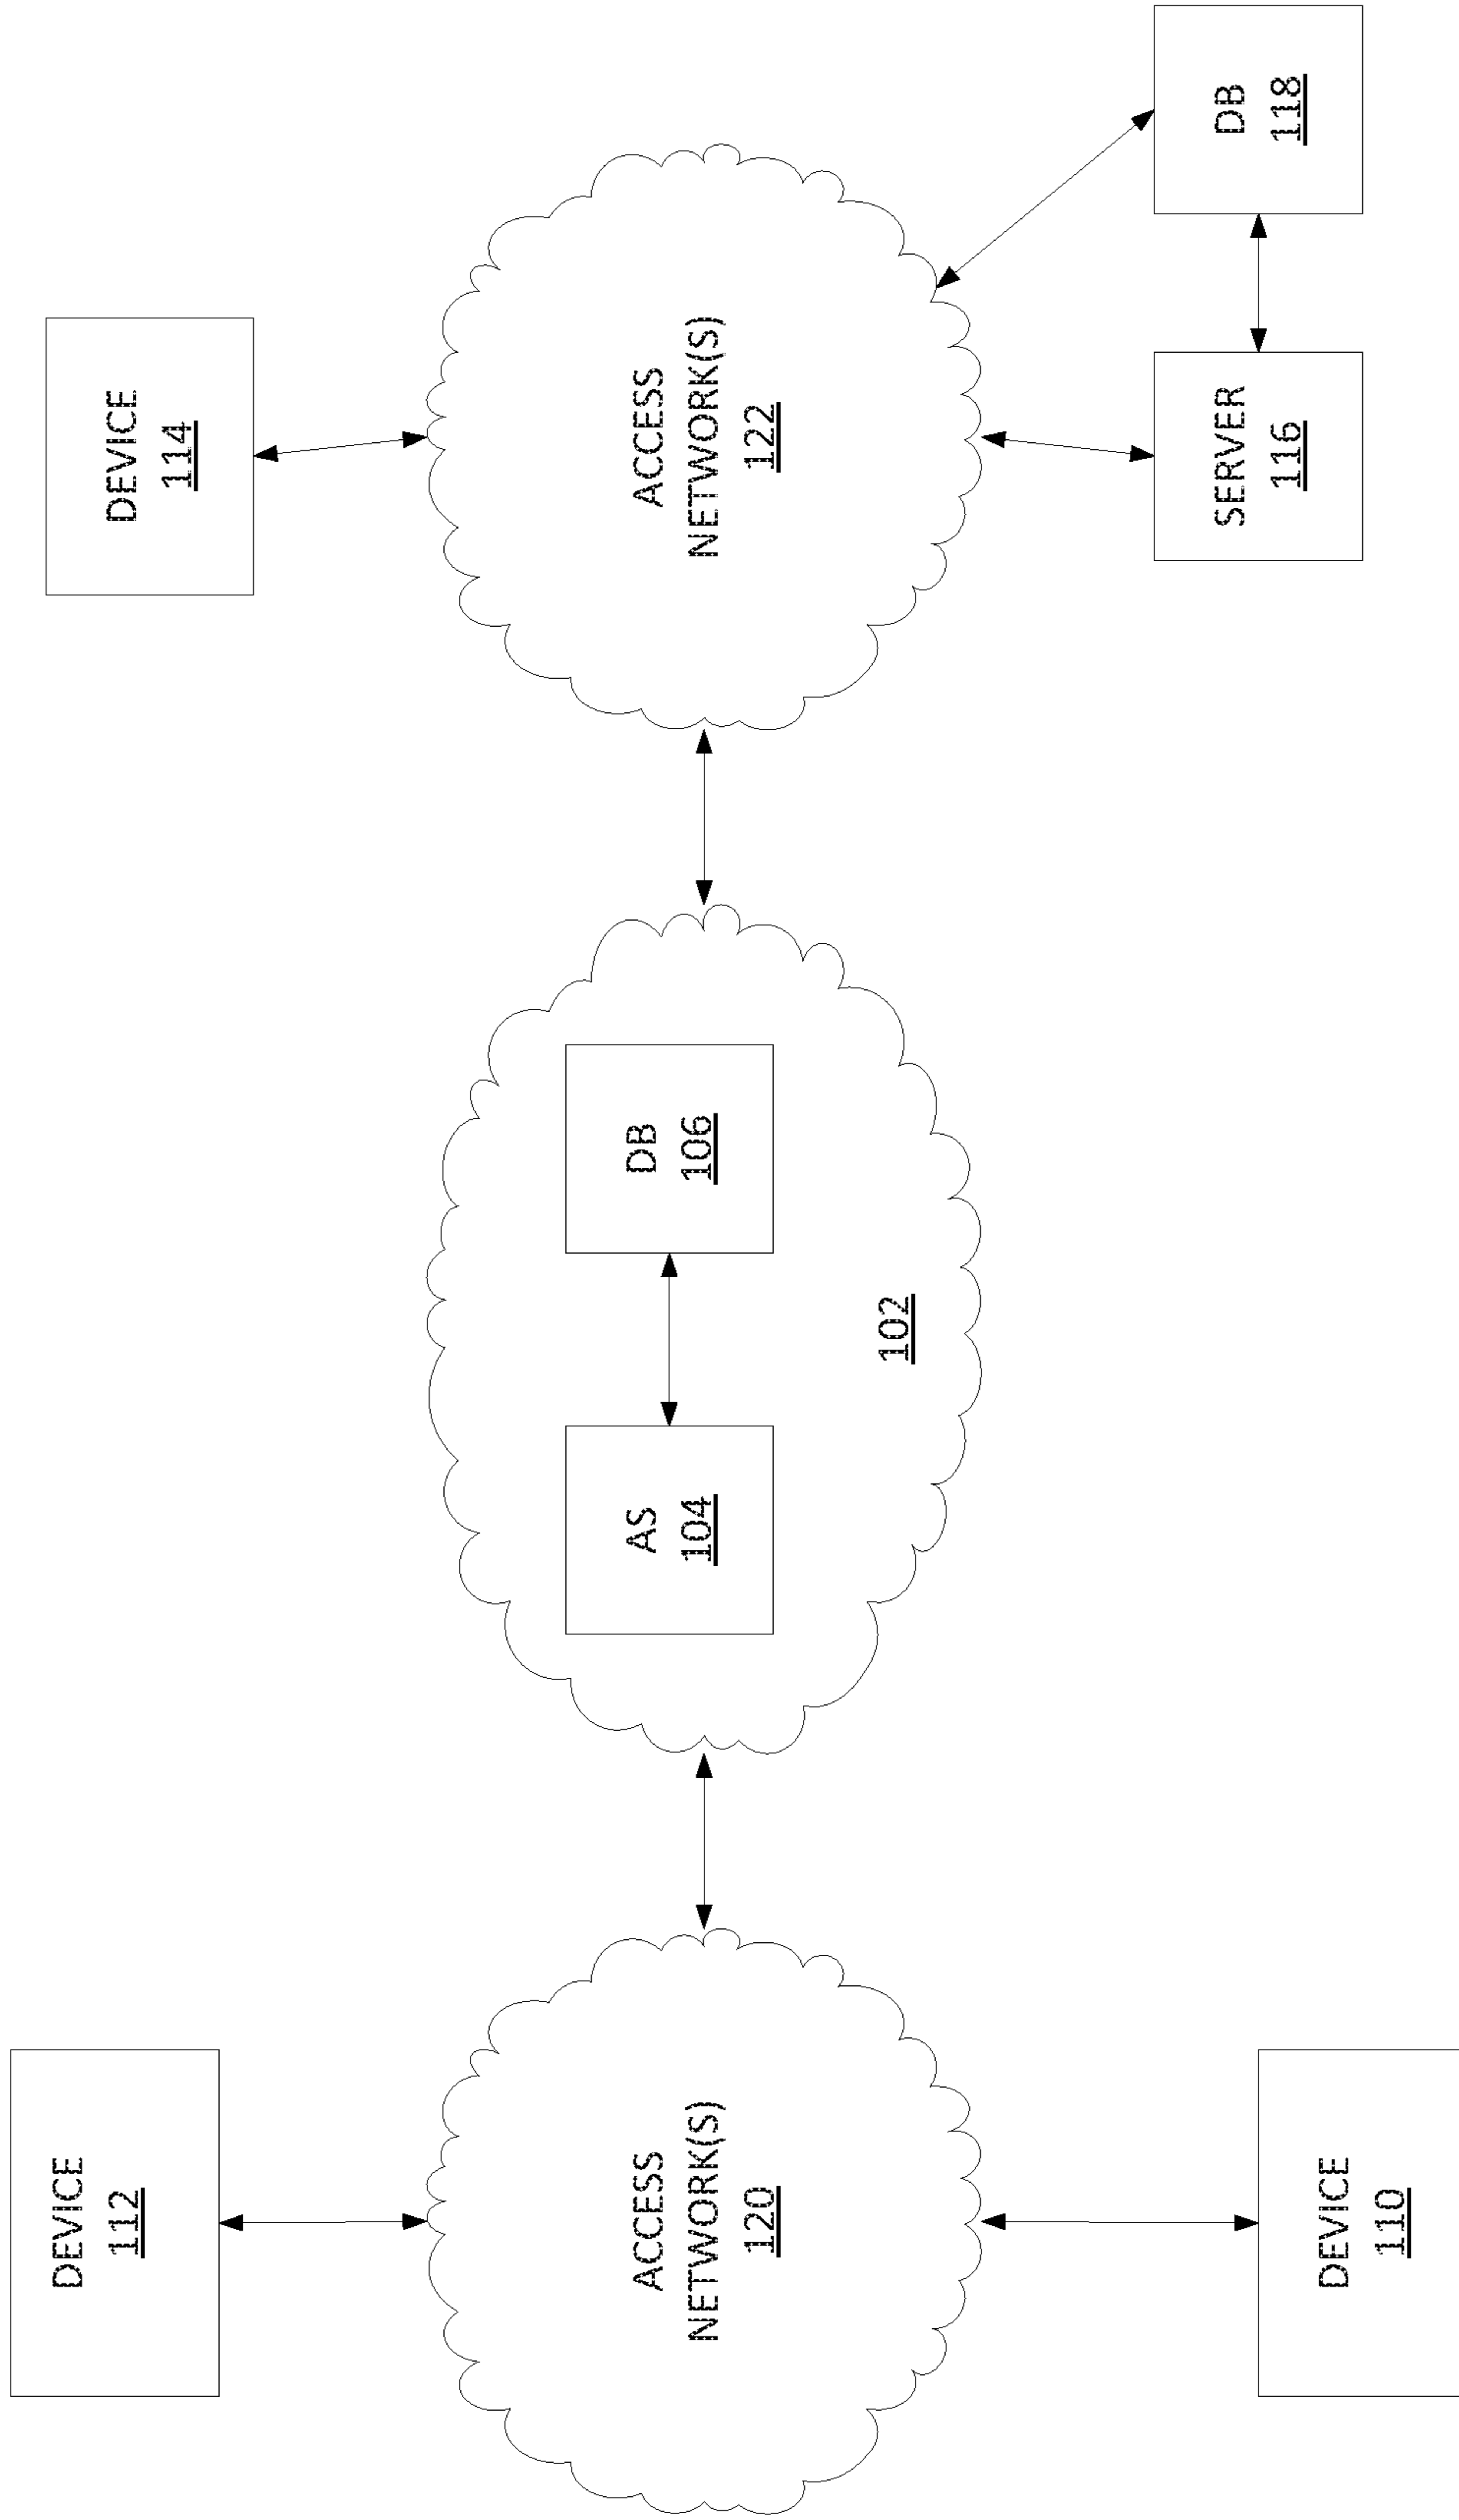 DEVICE
112
DEVICE
114
ACCESS
NETWORK(S)
120
AS
104
DB
106
102
ACCESS
NETWORK(S)
122
DEVICE
110
SERVER
116
DB
118